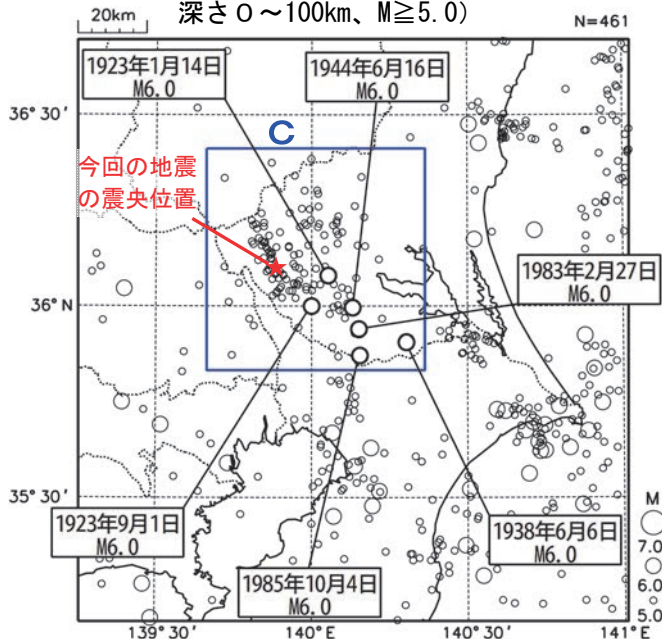 深さ0～100km、M≧5.0)
20km
N=461
1923年1月14日
M6.0
1944年6月16日
M6.0
36°30′
C
今回の地震
の震央位置
1983年2月27日
M6.0
36°N
35°30′
1923年9月1日
M6.0
1938年6月6日
M6.0
1985年10月4日
M6.0
M
7.0
6.0
5.0
139°30′
140°E
140°30′
141°E